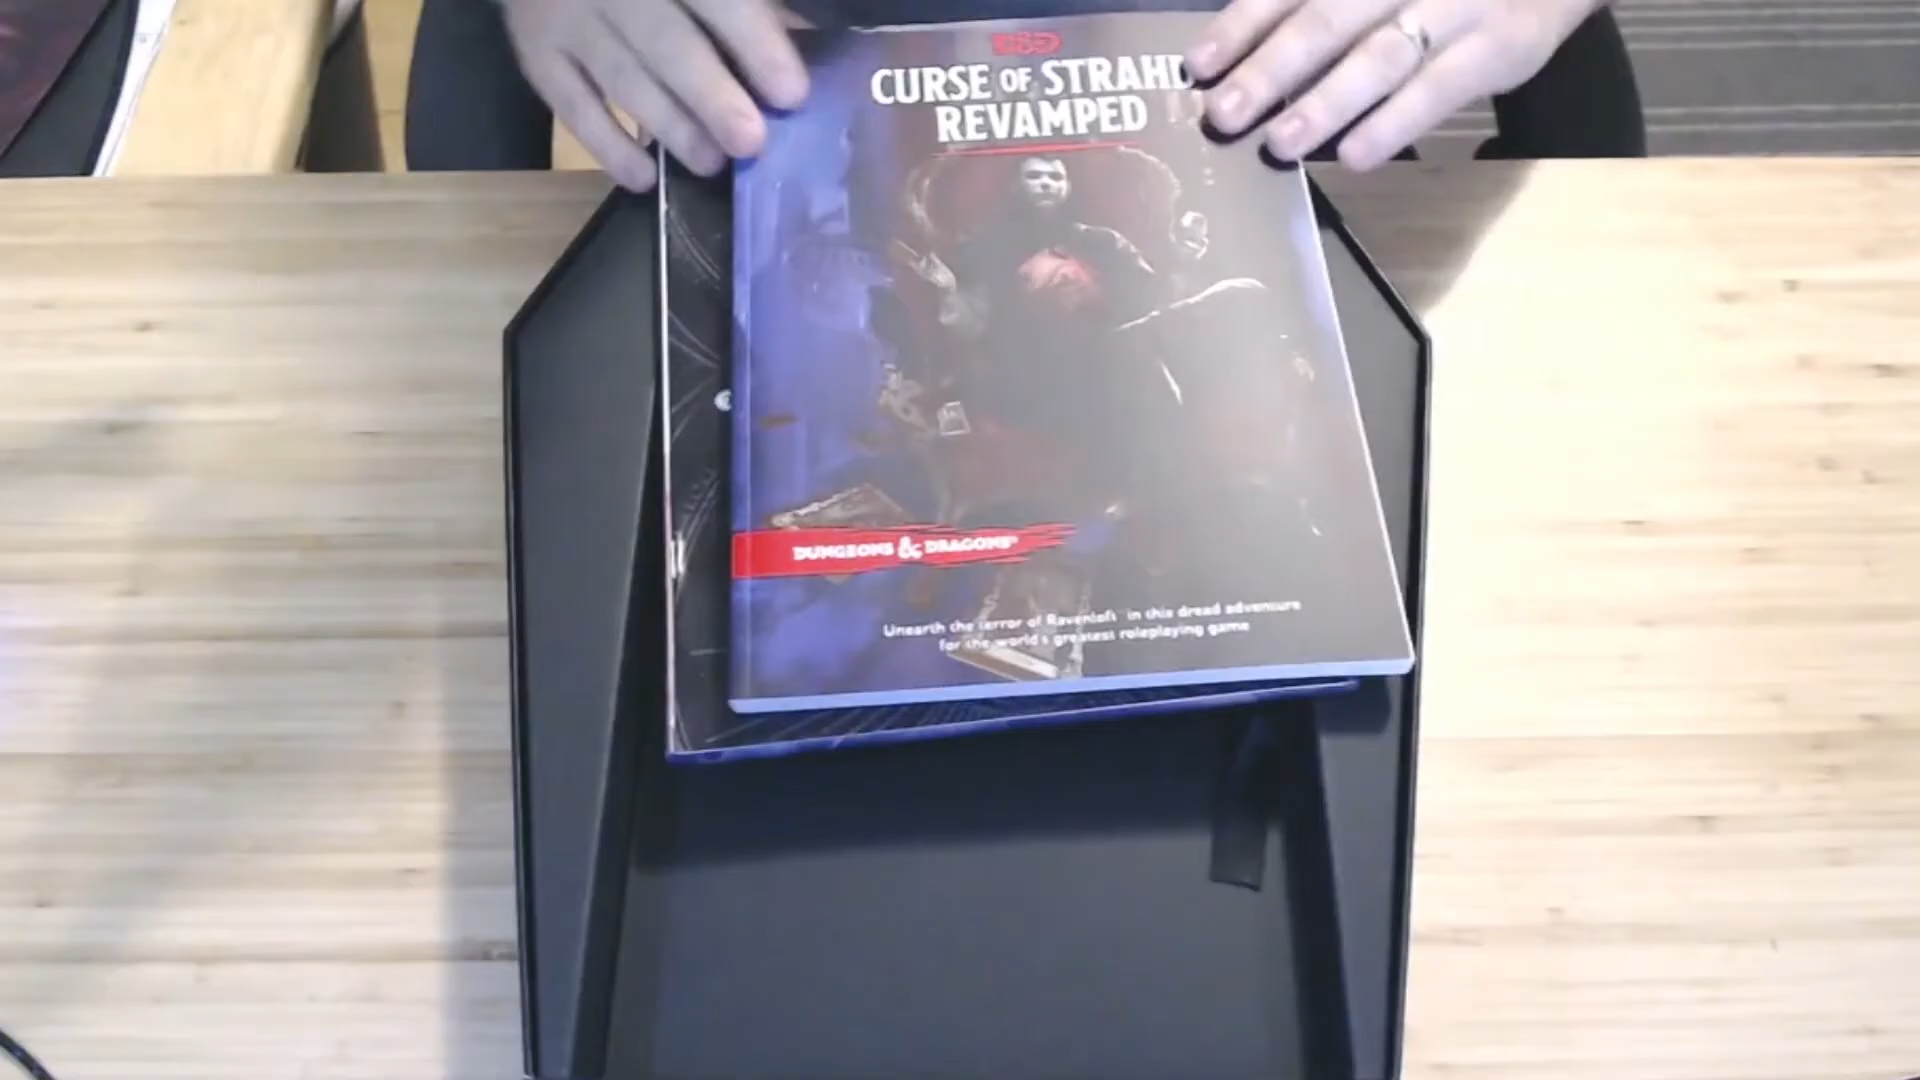 D&D
CURSE OF STRAHD
REVAMPED
DUNGEONS & DRAGONS®
Unearth the terror of Ravenloft in this dread adventure
for the world's greatest roleplaying game